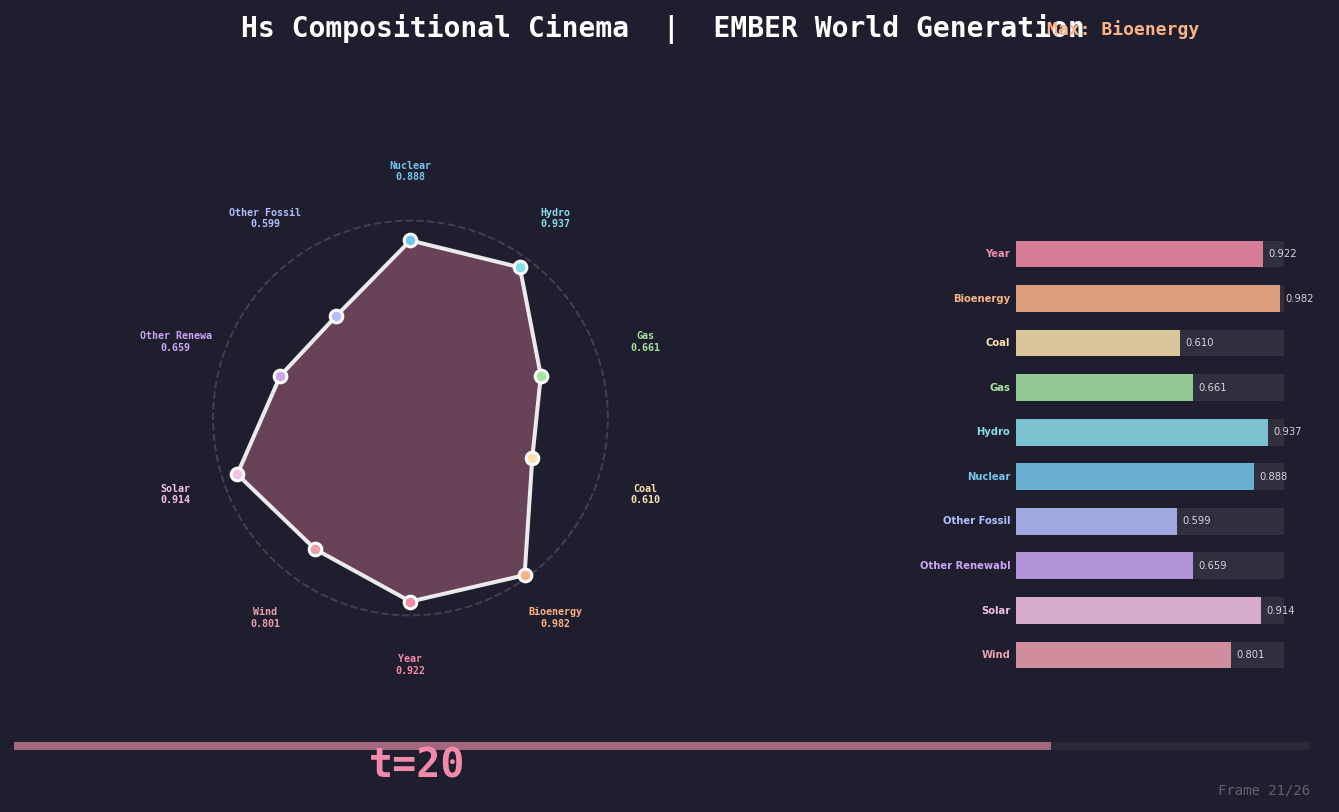 Hs Compositional Cinema | EMBER World Generation
Max: Bioenergy
Nuclear
0.888
Other Fossil
0.599
Hydro
0.937
Other Renewa
0.659
Gas
0.661
Solar
0.914
Coal
0.610
Wind
0.801
Bioenergy
0.982
Year
0.922
Year 0.922
Bioenergy 0.982
Coal 0.610
Gas 0.661
Hydro 0.937
Nuclear 0.888
Other Fossil 0.599
Other Renewabl 0.659
Solar 0.914
Wind 0.801
t=20
Frame 21/26